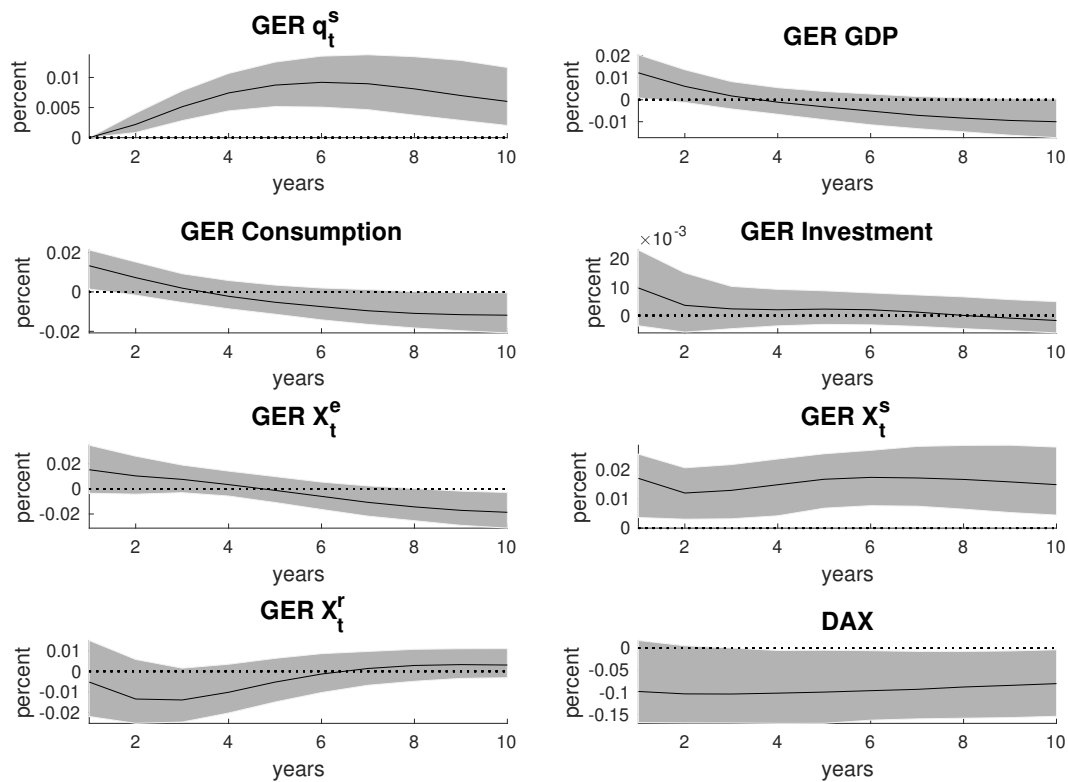 GER q_t^s
percent
0.01
0.005
0
2 4 6 8 10
years
GER GDP
percent
0.02
0.01
0
-0.01
2 4 6 8 10
years
GER Consumption
percent
0.02
0
-0.02
2 4 6 8 10
years
GER Investment
×10^-3
percent
20
10
0
2 4 6 8 10
years
GER X_t^e
percent
0.02
0
-0.02
2 4 6 8 10
years
GER X_t^s
percent
0.02
0.01
0
2 4 6 8 10
years
GER X_t^r
percent
0.01
0
-0.01
-0.02
2 4 6 8 10
years
DAX
percent
0
-0.05
-0.1
-0.15
2 4 6 8 10
years